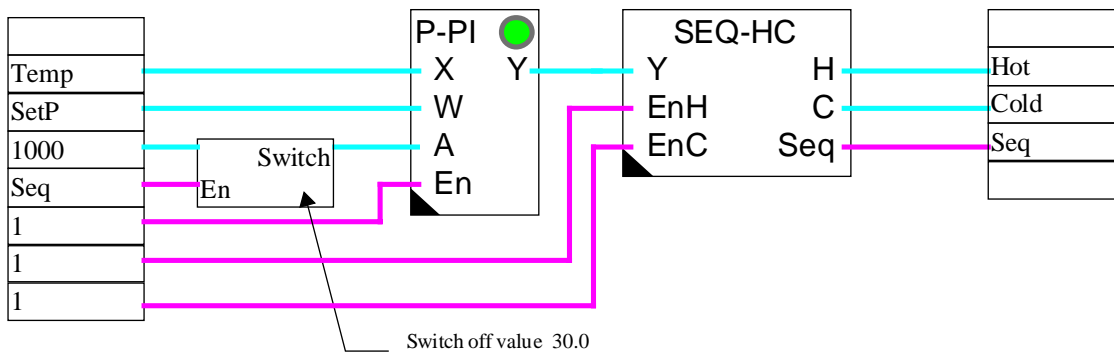 Temp
SetP
1000
Seq
1
1
1
Switch
En
P-PI
X Y
W
A
En
SEQ-HC
Y H
EnH C
EnC Seq
Hot
Cold
Seq
Switch off value 30.0